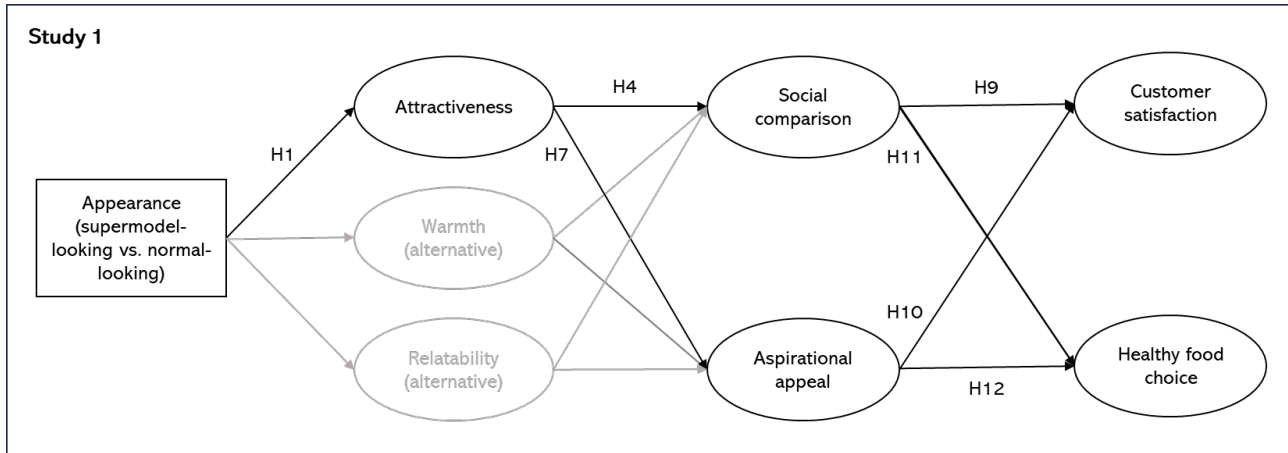 Study 1
Appearance
(supermodel-
looking vs. normal-
looking)
H1
Attractiveness
Warmth
(alternative)
Relatability
(alternative)
H4
H7
Social
comparison
Aspirational
appeal
H9
H11
H10
H12
Customer
satisfaction
Healthy food
choice